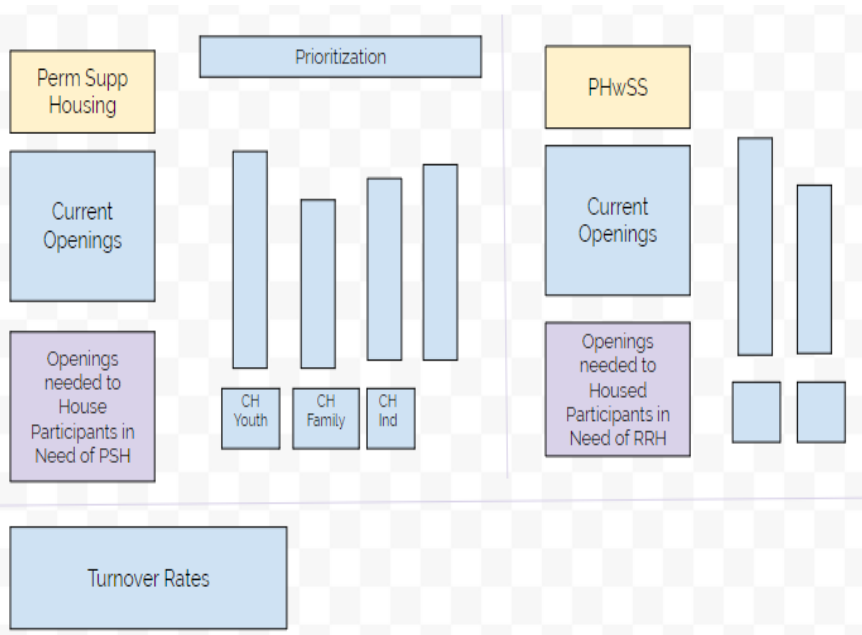 Prioritization
Perm Supp
Housing
Current
Openings
Openings
needed to
House
Participants in
Need of PSH
CH
Youth
CH
Family
CH
Ind
PHwSS
Current
Openings
Openings
needed to
Housed
Participants in
Need of RRH
Turnover Rates